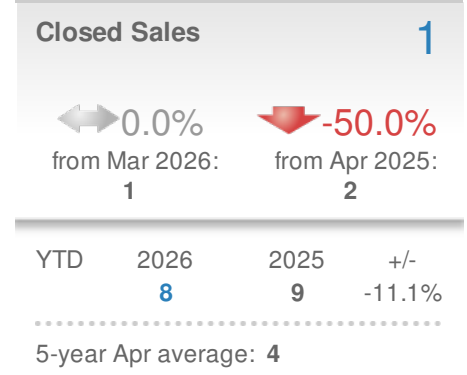 Closed Sales 1
0.0% -50.0%
from Mar 2026: from Apr 2025:
1 2
YTD 2026 2025 +/-
8 9 -11.1%
5-year Apr average: 4